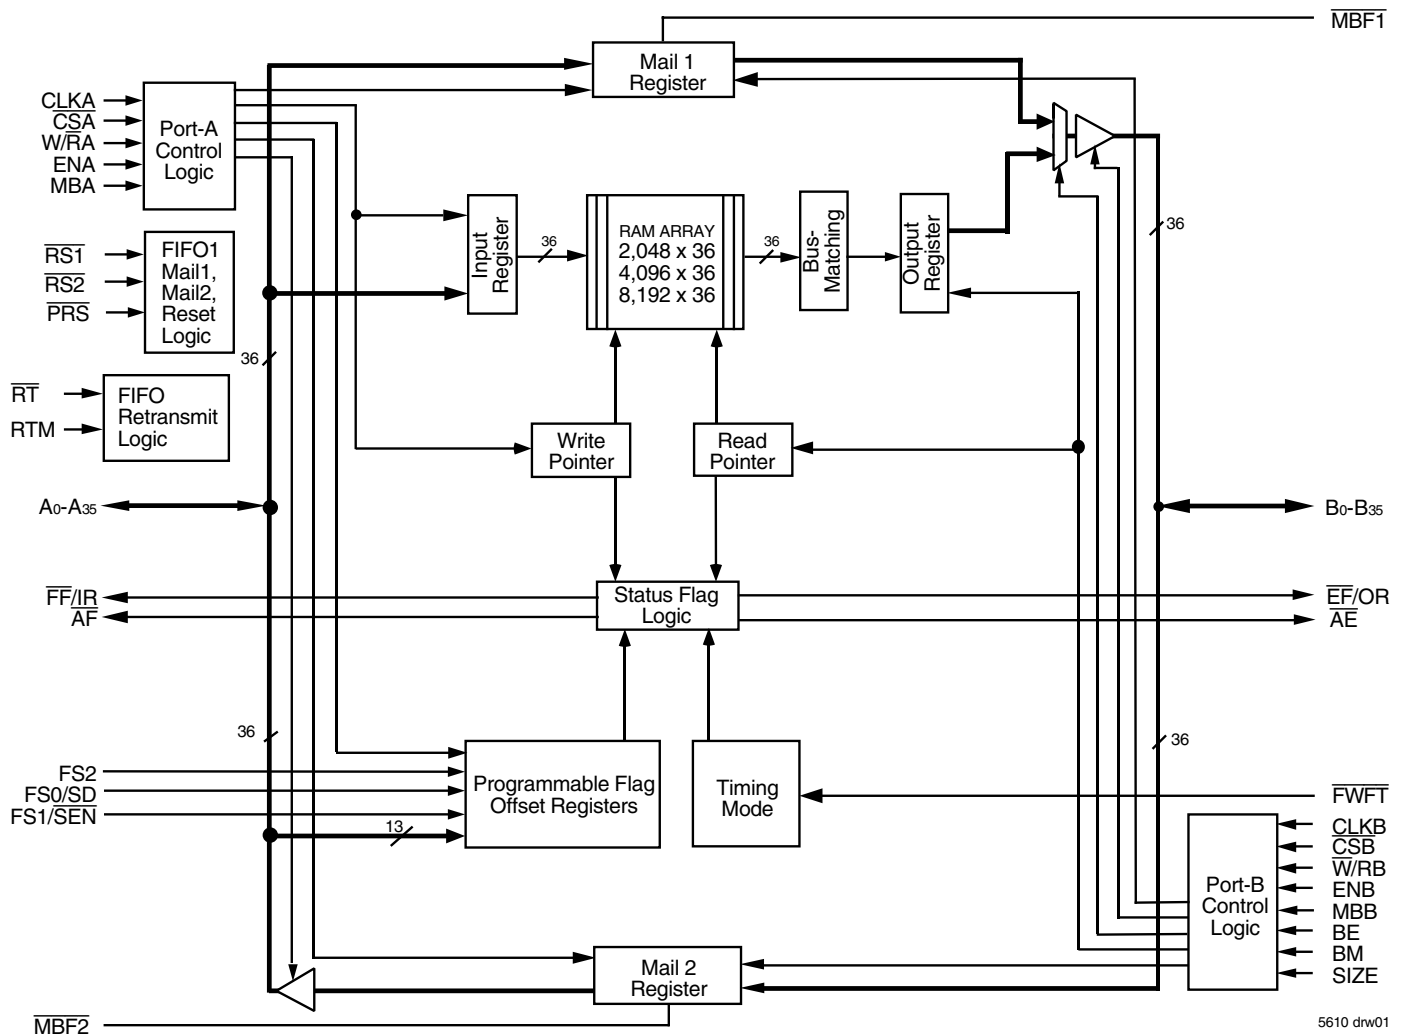 MBF1
Mail 1
Register
CLKA
CSA
W/RA
ENA
MBA
Port-A
Control
Logic
36
RS1
RS2
PRS
FIFO1
Mail1,
Mail2,
Reset
Logic
Input
Register
36
RAM ARRAY
2,048 x 36
4,096 x 36
8,192 x 36
36
Bus-
Matching
Output
Register
36
RT
RTM
FIFO
Retransmit
Logic
Write
Pointer
Read
Pointer
A0-A35
B0-B35
FF/IR
AF
Status Flag
Logic
EF/OR
AE
36
36
FS2
FS0/SD
FS1/SEN
Programmable Flag
Offset Registers
13
Timing
Mode
FWFT
CLKB
CSB
W/RB
ENB
MBB
BE
BM
SIZE
Port-B
Control
Logic
Mail 2
Register
MBF2
5610 drw01